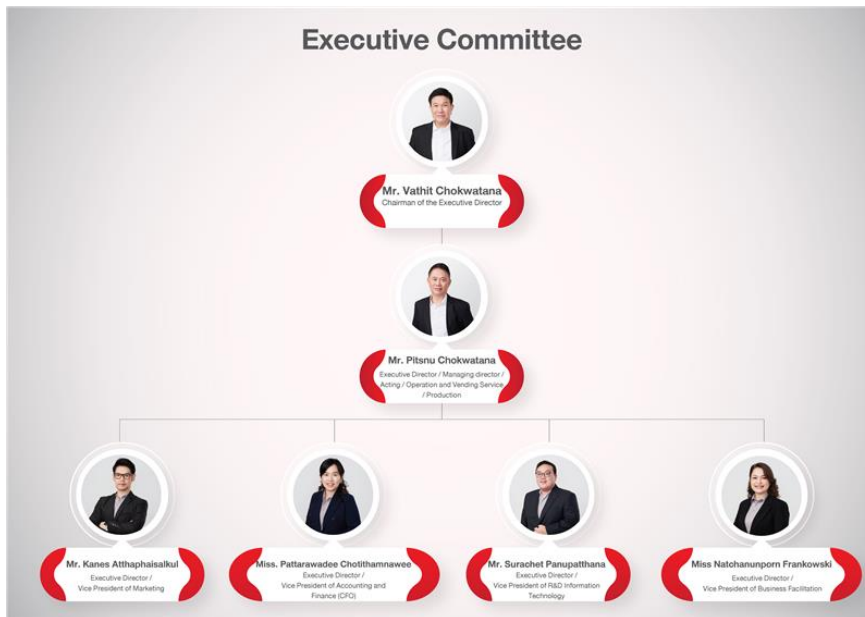 Executive Committee
Mr. Vathit Chokwatana
Chairman of the Executive Director
Mr. Pitsnu Chokwatana
Executive Director / Managing director /
Acting / Operation and Vending Service
/ Production
Mr. Kanes Atthaphaisalkul
Executive Director /
Vice President of Marketing
Miss. Pattarawadee Chotithamnawee
Executive Director /
Vice President of Accounting and
Finance (CFO)
Mr. Surachet Panupatthana
Executive Director /
Vice President of R&D Information
Technology
Miss Natchanunporn Frankowski
Executive Director /
Vice President of Business Facilitation